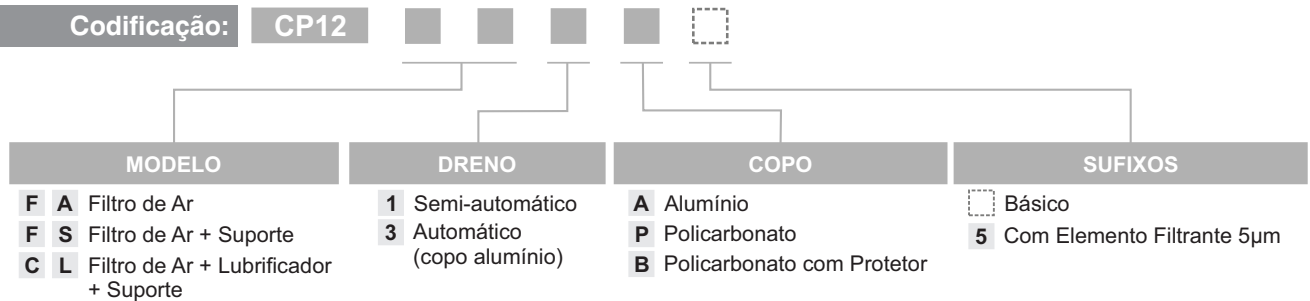 Codificação: CP12
MODELO
F A Filtro de Ar
F S Filtro de Ar + Suporte
C L Filtro de Ar + Lubrificador
+ Suporte
DRENO
1 Semi-automático
3 Automático
(copo alumínio)
COPO
A Alumínio
P Policarbonato
B Policarbonato com Protetor
SUFIXOS
Básico
5 Com Elemento Filtrante 5µm